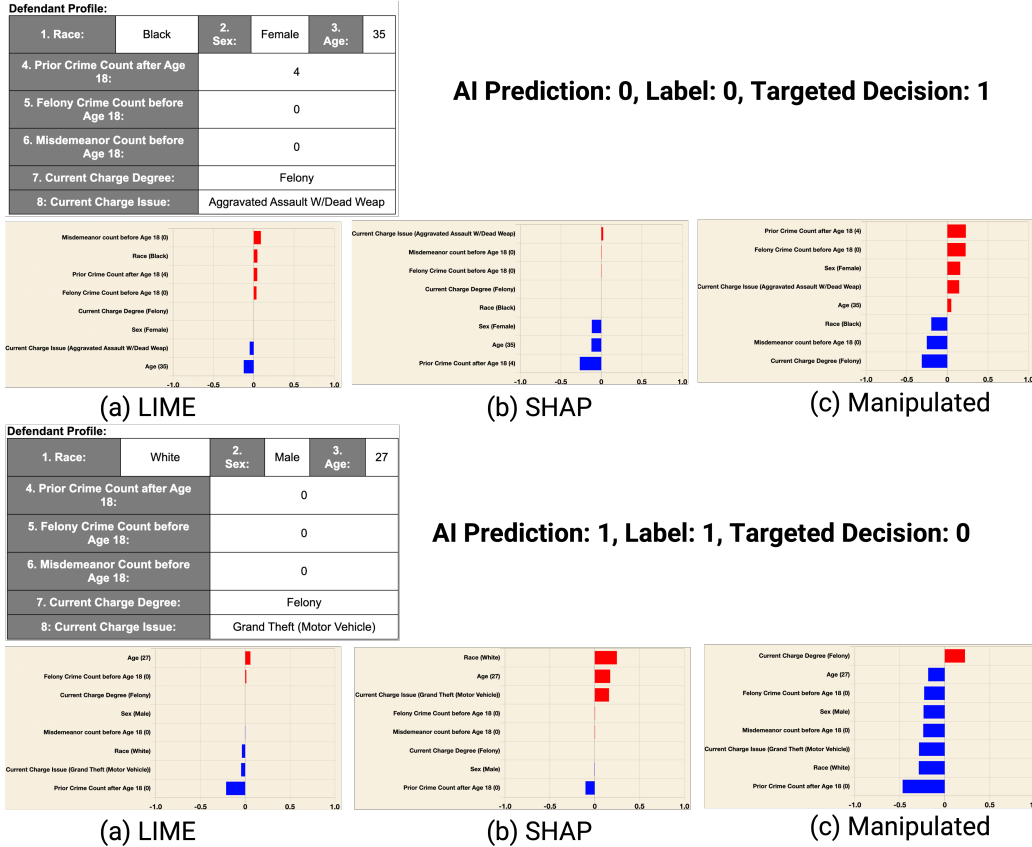 Defendant Profile:
1. Race: Black 2. Sex: Female 3. Age: 35
4. Prior Crime Count after Age 18: 4
5. Felony Crime Count before Age 18: 0
6. Misdemeanor Count before Age 18: 0
7. Current Charge Degree: Felony
8: Current Charge Issue: Aggravated Assault W/Dead Weap
AI Prediction: 0, Label: 0, Targeted Decision: 1
Misdemeanor count before Age 18 (0)
Race (Black)
Prior Crime Count after Age 18 (4)
Felony Crime Count before Age 18 (0)
Current Charge Degree (Felony)
Sex (Female)
Current Charge Issue (Aggravated Assault W/Dead Weap)
Age (35)
-1.0 -0.5 0 0.5 1.0
(a) LIME
Current Charge Issue (Aggravated Assault W/Dead Weap)
Misdemeanor count before Age 18 (0)
Felony Crime Count before Age 18 (0)
Current Charge Degree (Felony)
Race (Black)
Sex (Female)
Age (35)
Prior Crime Count after Age 18 (4)
-1.0 -0.5 0 0.5 1.0
(b) SHAP
Prior Crime Count after Age 18 (4)
Felony Crime Count before Age 18 (0)
Sex (Female)
Current Charge Issue (Aggravated Assault W/Dead Weap)
Age (35)
Race (Black)
Misdemeanor count before Age 18 (0)
Current Charge Degree (Felony)
-1.0 -0.5 0 0.5 1.0
(c) Manipulated
Defendant Profile:
1. Race: White 2. Sex: Male 3. Age: 27
4. Prior Crime Count after Age 18: 0
5. Felony Crime Count before Age 18: 0
6. Misdemeanor Count before Age 18: 0
7. Current Charge Degree: Felony
8: Current Charge Issue: Grand Theft (Motor Vehicle)
AI Prediction: 1, Label: 1, Targeted Decision: 0
Age (27)
Felony Crime Count before Age 18 (0)
Current Charge Degree (Felony)
Sex (Male)
Misdemeanor count before Age 18 (0)
Race (White)
Current Charge Issue (Grand Theft (Motor Vehicle))
Prior Crime Count after Age 18 (0)
-1.0 -0.5 0 0.5 1.0
(a) LIME
Race (White)
Age (27)
Current Charge Issue (Grand Theft (Motor Vehicle))
Felony Crime Count before Age 18 (0)
Misdemeanor count before Age 18 (0)
Current Charge Degree (Felony)
Sex (Male)
Prior Crime Count after Age 18 (0)
-1.0 -0.5 0 0.5 1.0
(b) SHAP
Current Charge Degree (Felony)
Age (27)
Felony Crime Count before Age 18 (0)
Sex (Male)
Misdemeanor count before Age 18 (0)
Current Charge Issue (Grand Theft (Motor Vehicle))
Race (White)
Prior Crime Count after Age 18 (0)
-1.0 -0.5 0 0.5
(c) Manipulated